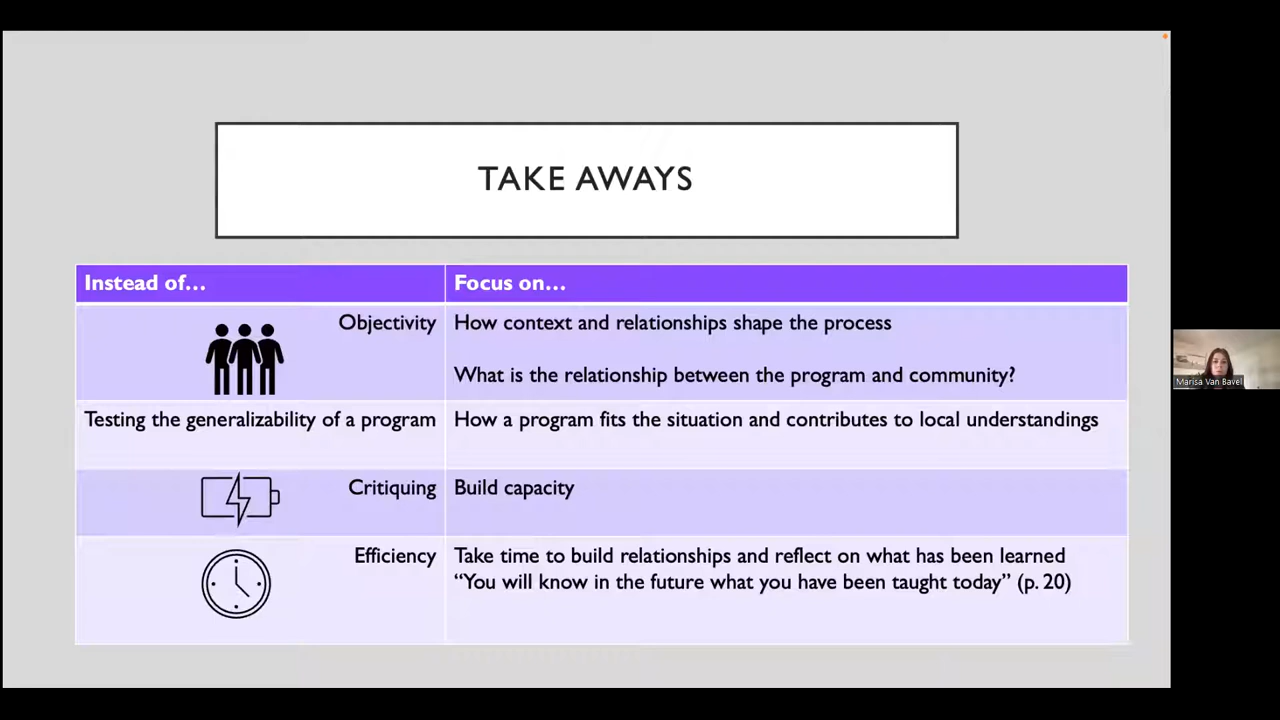 TAKE AWAYS
Instead of...
Focus on...
Objectivity
How context and relationships shape the process
What is the relationship between the program and community?
Testing the generalizability of a program
How a program fits the situation and contributes to local understandings
Critiquing
Build capacity
Efficiency
Take time to build relationships and reflect on what has been learned
“You will know in the future what you have been taught today” (p. 20)
Marisa Van Bavel